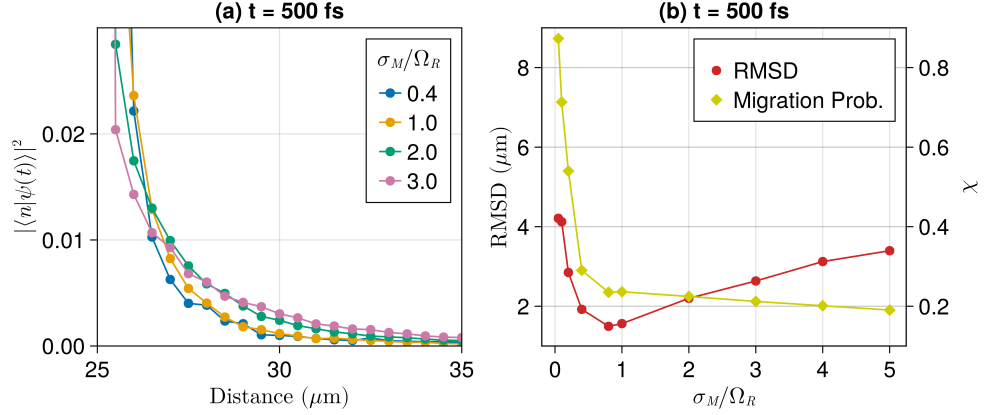 (a) t = 500 fs
|⟨n|ψ(t)⟩|²
0.02
0.01
0.00
σ_M/Ω_R
0.4
1.0
2.0
3.0
25
30
35
Distance (μm)
(b) t = 500 fs
RMSD (μm)
8
6
4
2
RMSD
Migration Prob.
0.8
0.6
0.4
0.2
χ
0
1
2
3
4
5
σ_M/Ω_R